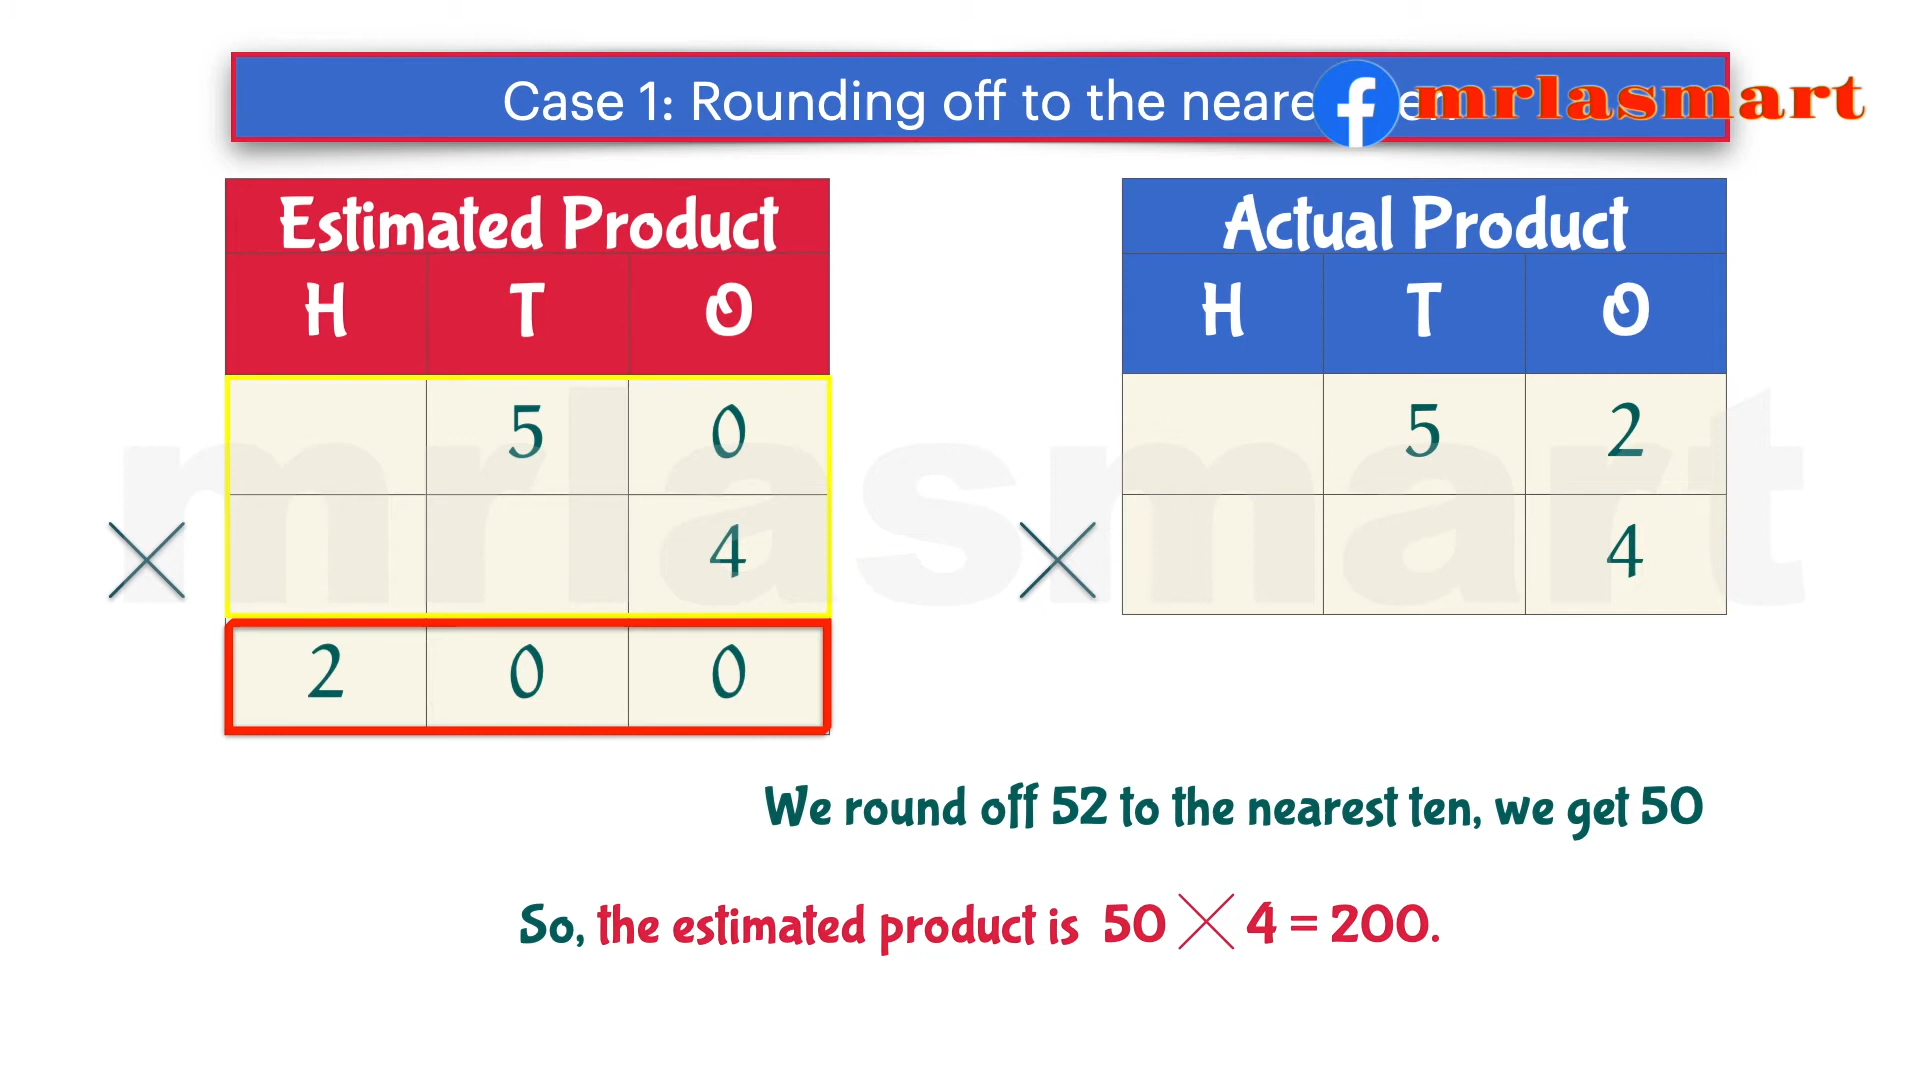 Case 1: Rounding off to the
mrlasmart
Estimated Product
H T O
5 0
× 4
2 0 0
Actual Product
H T O
5 2
× 4
mrlasmart
We round off 52 to the nearest ten, we get 50
So, the estimated product is 50 × 4 = 200.